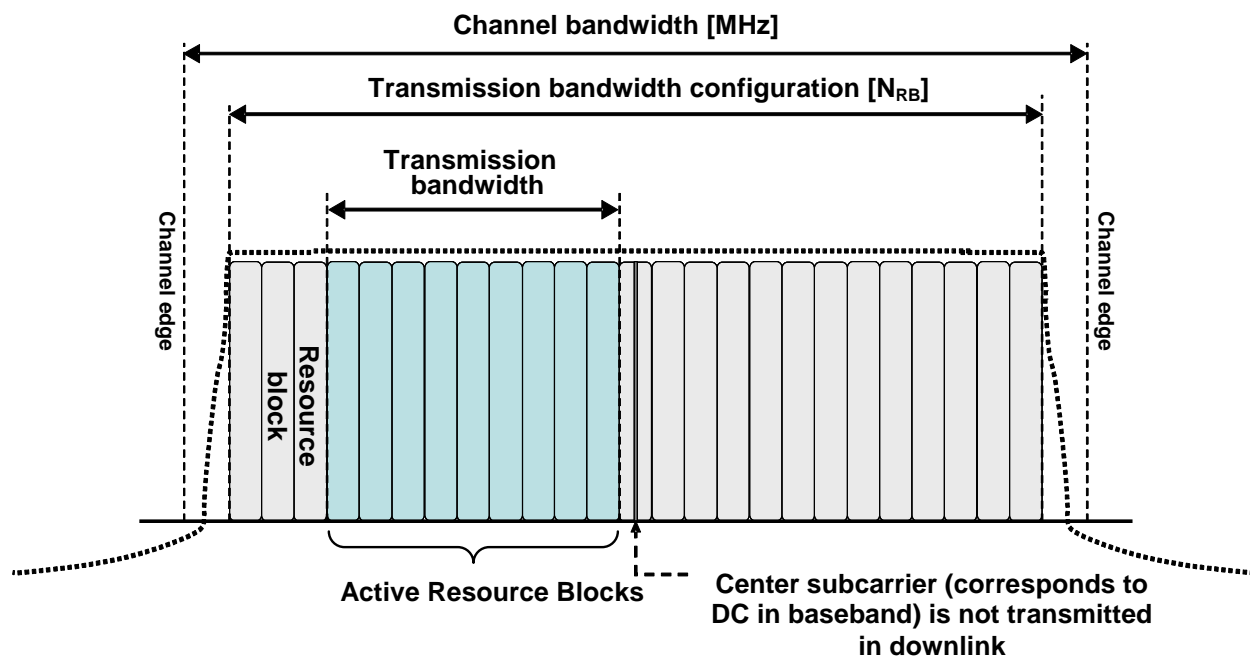 Channel bandwidth [MHz]
Transmission bandwidth configuration [N_RB]
Transmission
bandwidth
Channel edge
Channel edge
Resource
block
Active Resource Blocks
Center subcarrier (corresponds to
DC in baseband) is not transmitted
in downlink